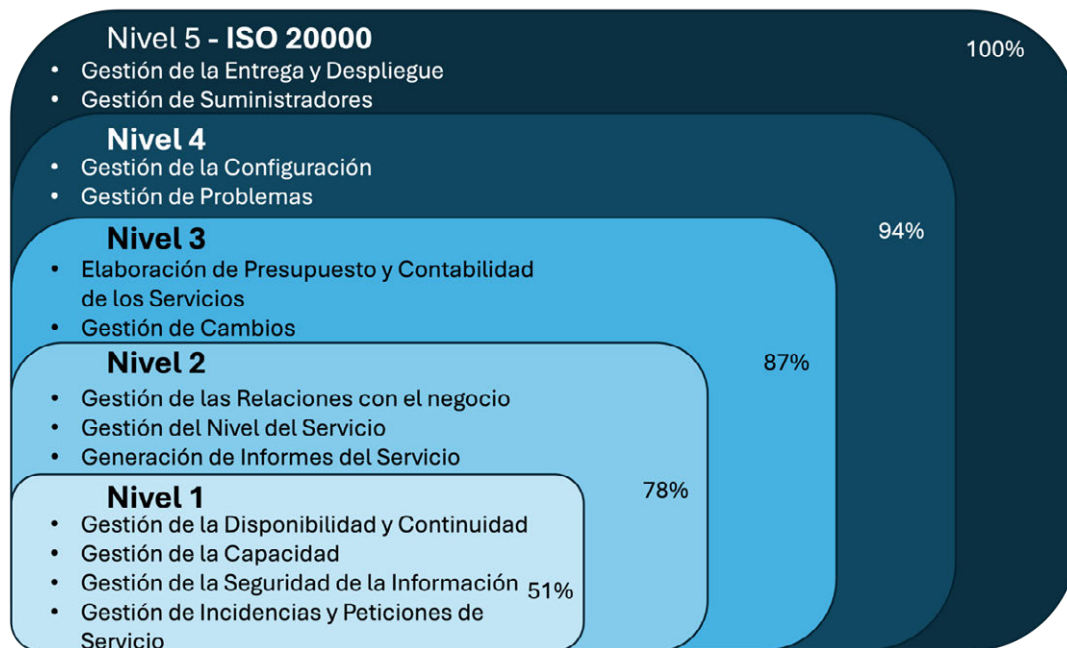 Nivel 5 - ISO 20000
100%
• Gestión de la Entrega y Despliegue
• Gestión de Suministradores
Nivel 4
• Gestión de la Configuración
• Gestión de Problemas
94%
Nivel 3
• Elaboración de Presupuesto y Contabilidad
de los Servicios
• Gestión de Cambios
87%
Nivel 2
• Gestión de las Relaciones con el negocio
• Gestión del Nivel del Servicio
• Generación de Informes del Servicio
78%
Nivel 1
• Gestión de la Disponibilidad y Continuidad
• Gestión de la Capacidad
• Gestión de la Seguridad de la Información
51%
• Gestión de Incidencias y Peticiones de
Servicio